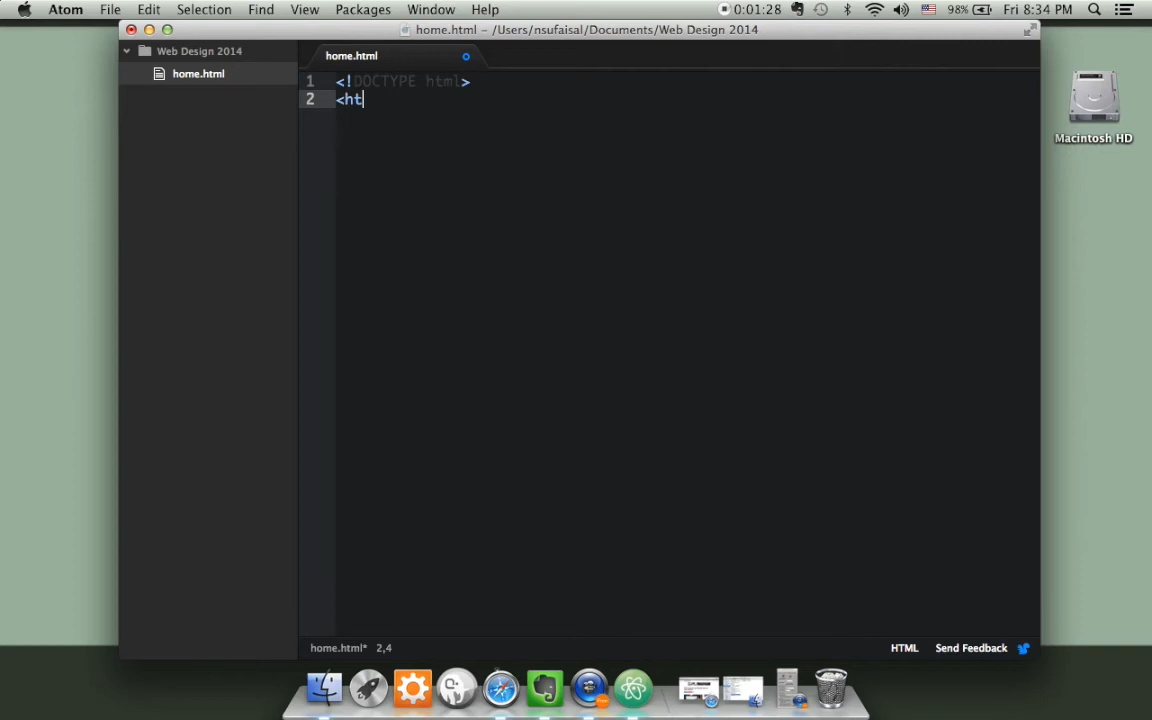 Atom File Edit Selection Find View Packages Window Help 0:01:28 98% Fri 8:34 PM
home.html – /Users/nsufaisal/Documents/Web Design 2014
Web Design 2014
home.html
home.html
1 <!DOCTYPE html>
2 <ht
Macintosh HD
home.html* 2,4 HTML Send Feedback